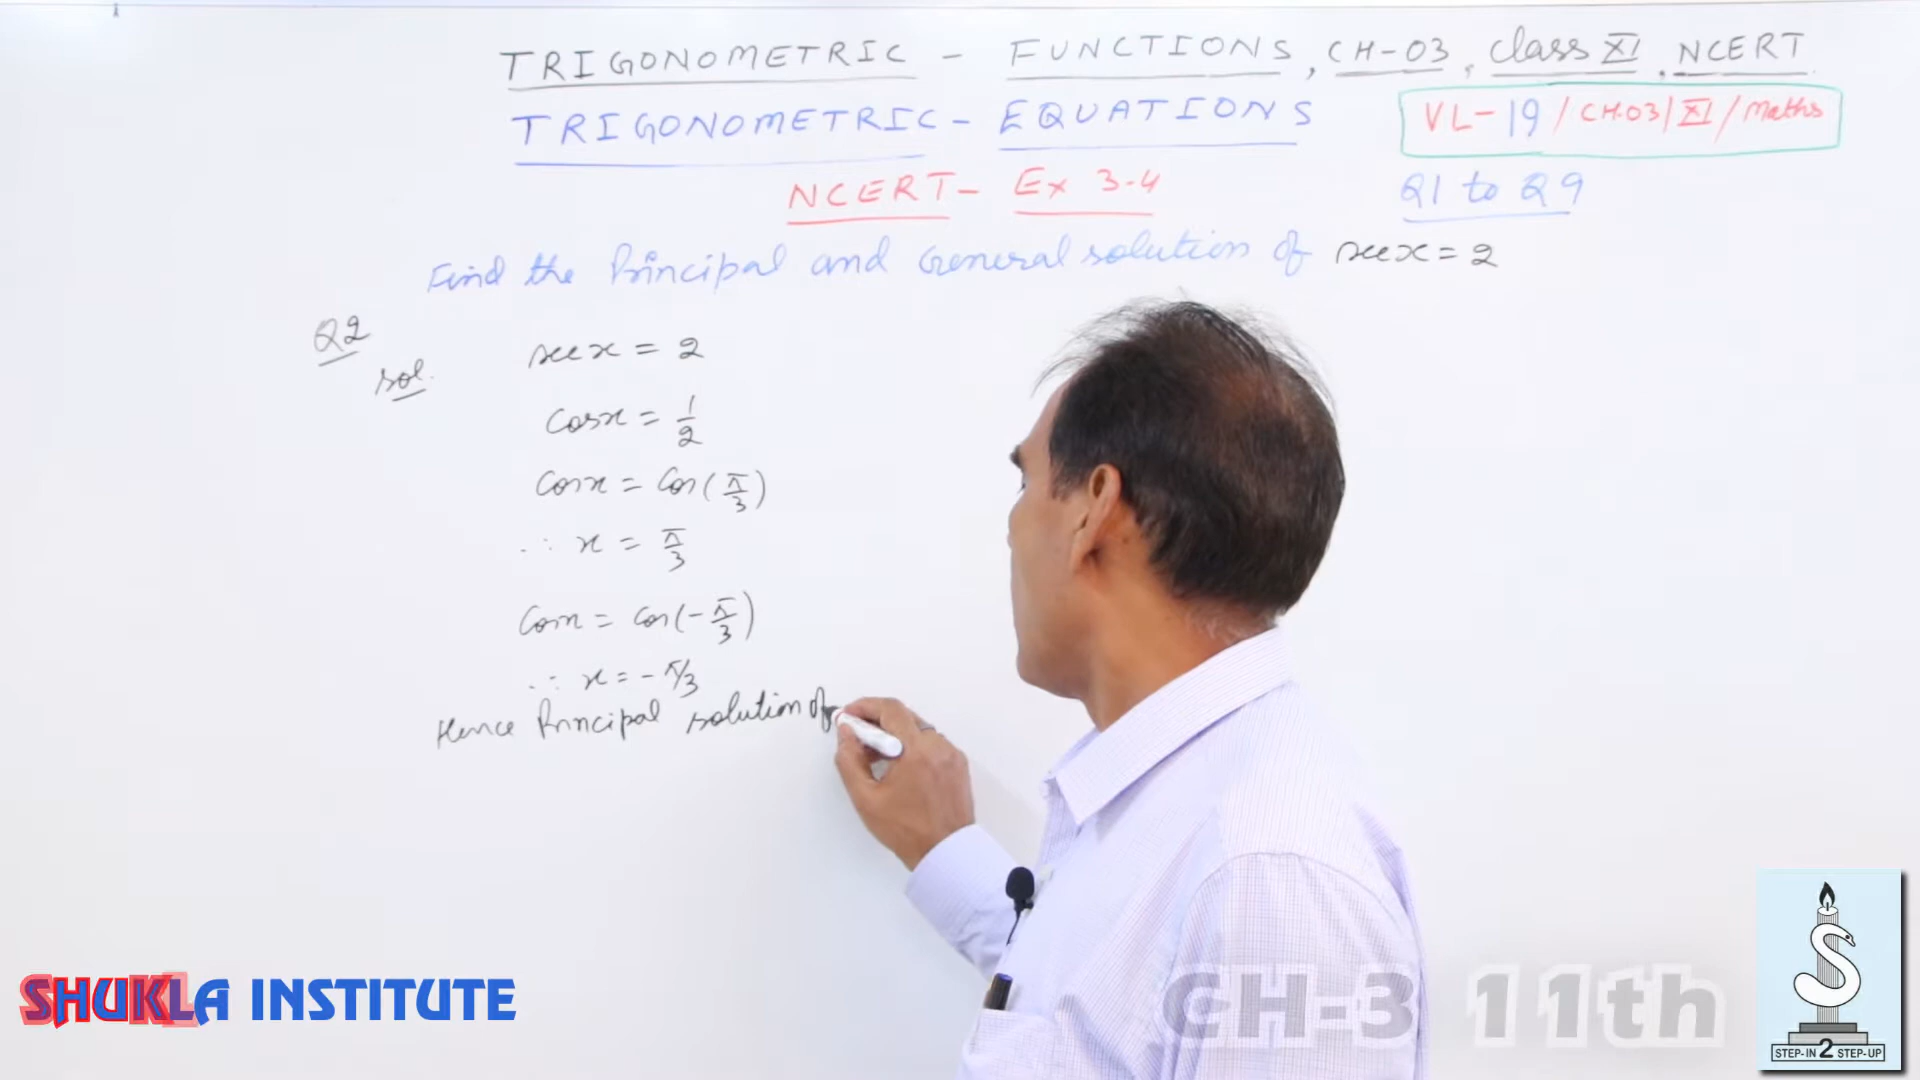 TRIGONOMETRIC - FUNCTIONS, CH-03, Class XI, NCERT
TRIGONOMETRIC - EQUATIONS
VL-19 / CH.03 / XI / Maths
NCERT - Ex 3.4
Q1 to Q9
Find the Principal and General solution of sec x = 2
Q2
sol.
sec x = 2
Cos x = 1/2
Cos x = Cos (π/3)
∴ x = π/3
Cos x = cos (-π/3)
∴ x = -π/3
Hence Principal solution of
SHUKLA INSTITUTE
CH-3 11th
S
STEP-IN 2 STEP-UP